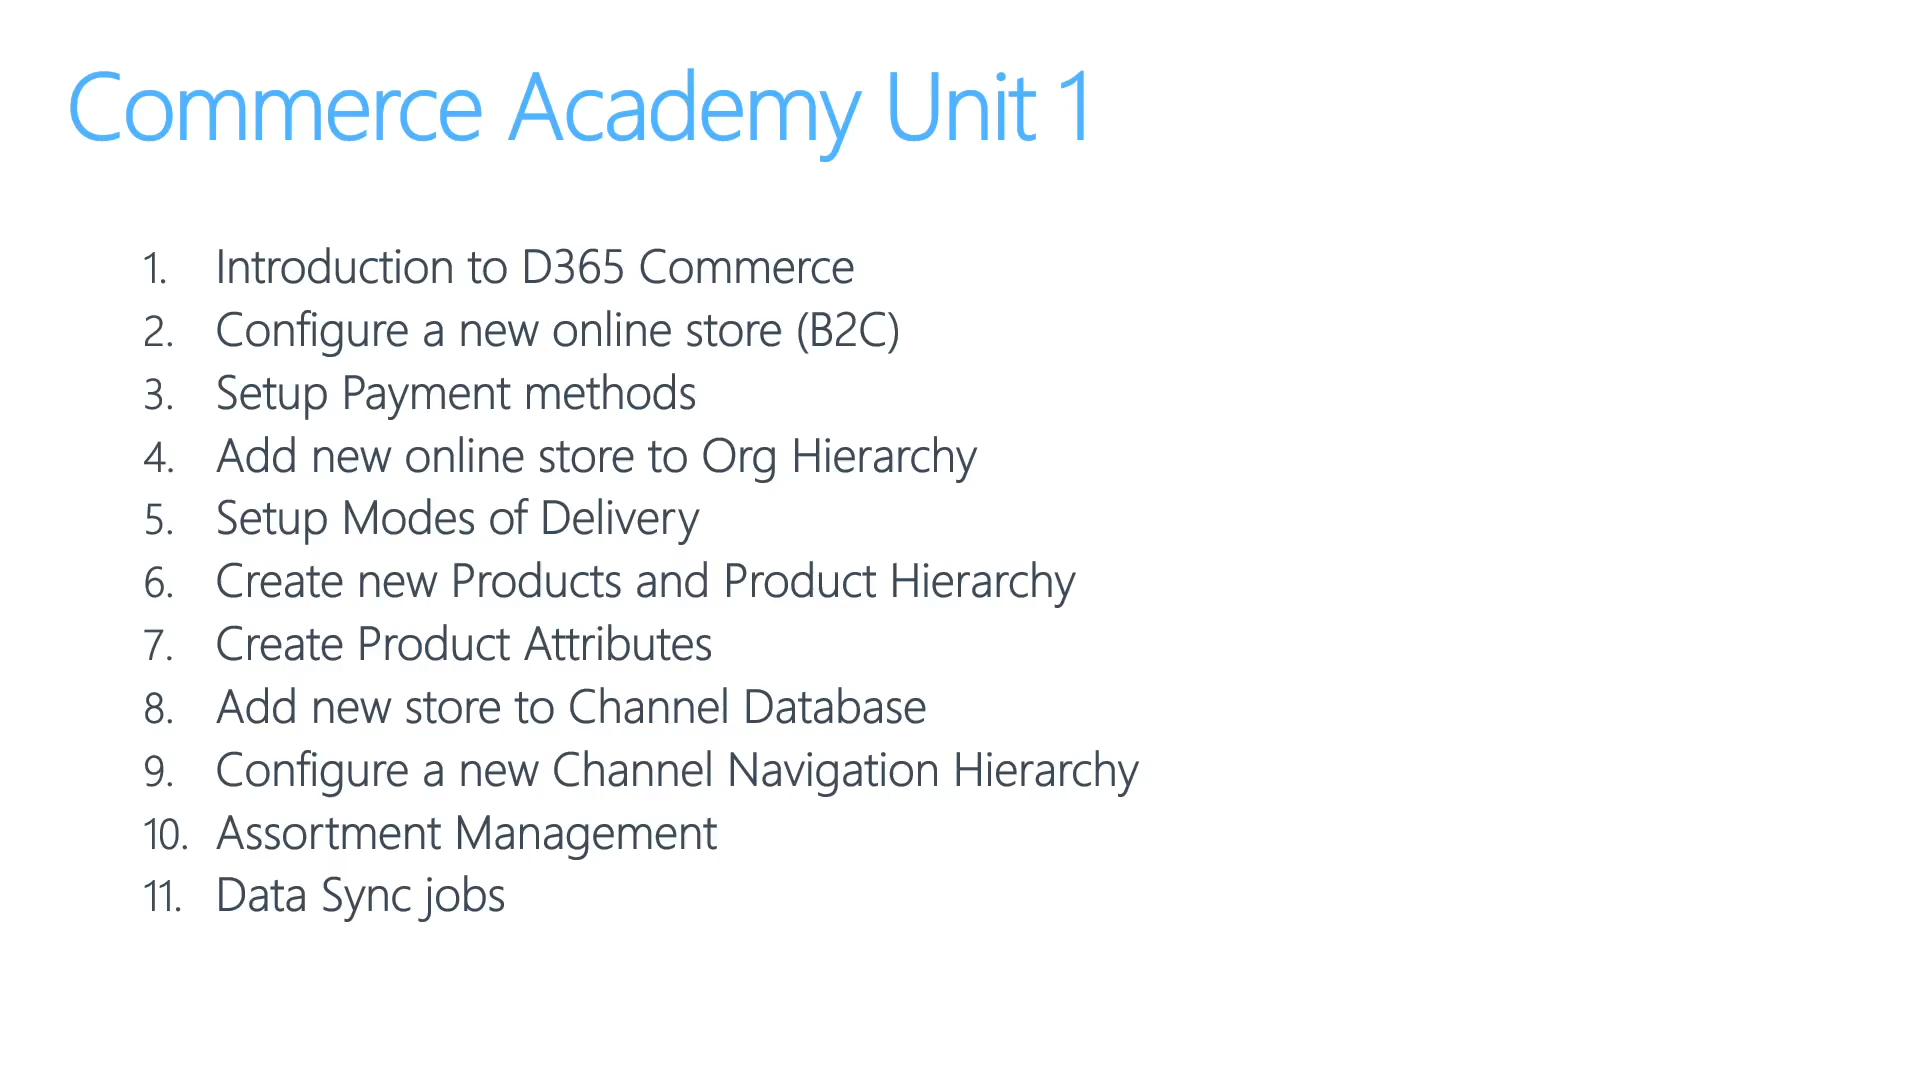 Commerce Academy Unit 1
1. Introduction to D365 Commerce
2. Configure a new online store (B2C)
3. Setup Payment methods
4. Add new online store to Org Hierarchy
5. Setup Modes of Delivery
6. Create new Products and Product Hierarchy
7. Create Product Attributes
8. Add new store to Channel Database
9. Configure a new Channel Navigation Hierarchy
10. Assortment Management
11. Data Sync jobs